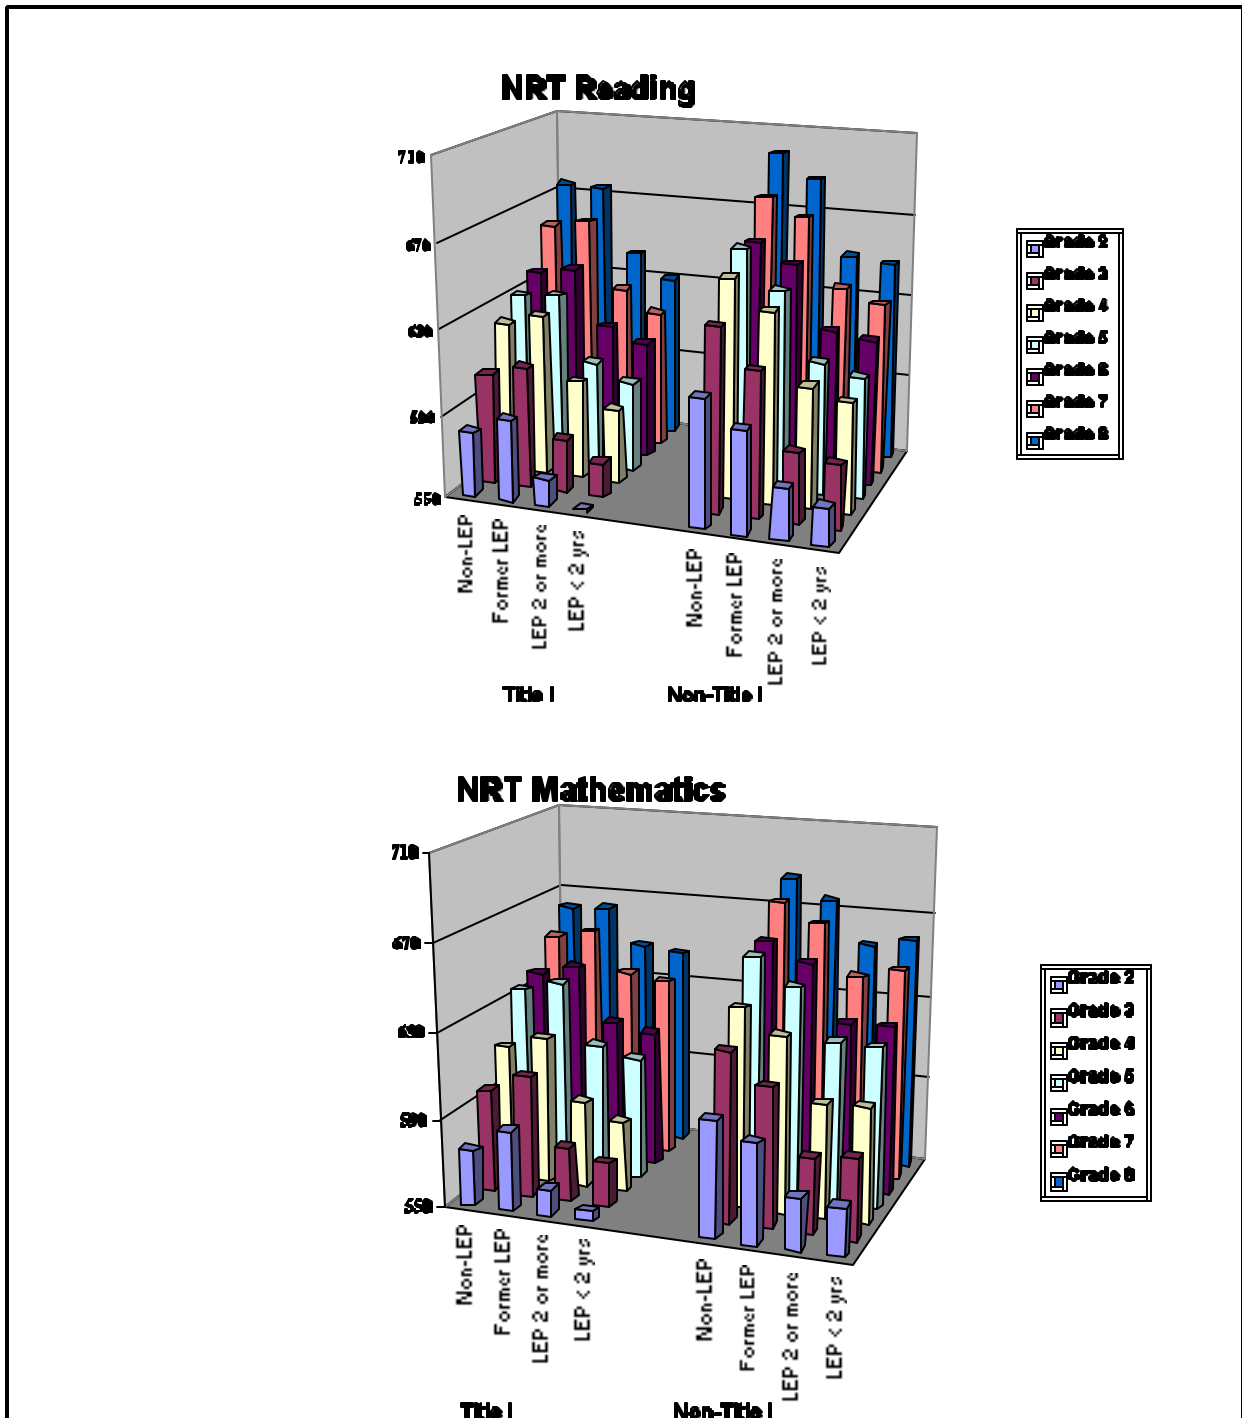 NRT Reading
710
670
630
590
550
Non-LEP
Former LEP
LEP 2 or more
LEP < 2 yrs
Non-LEP
Former LEP
LEP 2 or more
LEP < 2 yrs
Title I
Non-Title I
Grade 2
Grade 3
Grade 4
Grade 5
Grade 6
Grade 7
Grade 8
NRT Mathematics
710
670
630
590
550
Non-LEP
Former LEP
LEP 2 or more
LEP < 2 yrs
Non-LEP
Former LEP
LEP 2 or more
LEP < 2 yrs
Title I
Non-Title I
Grade 2
Grade 3
Grade 4
Grade 5
Grade 6
Grade 7
Grade 8